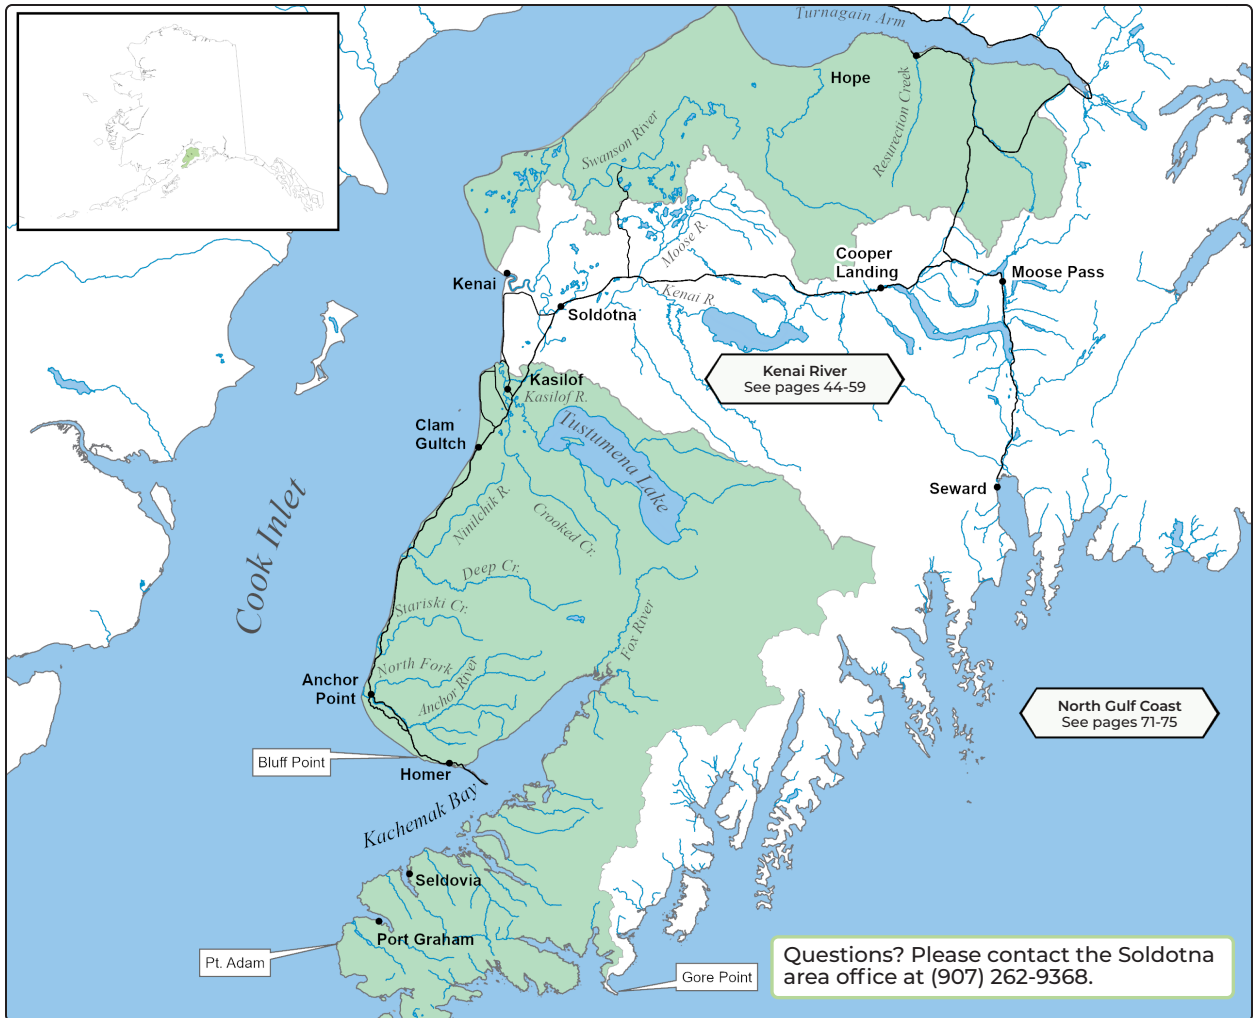 Turnagain Arm
Hope
Resurection Creek
Swanson River
Moose R.
Cooper
Landing
Moose Pass
Kenai
Kenai R.
Soldotna
Kenai River
See pages 44-59
Kasilof
Kasilof R.
Clam
Gultch
Tustumena Lake
Seward
Ninilchik R.
Crooked Cr.
Cook Inlet
Deep Cr.
Stariski Cr.
Fox River
North Fork
Anchor River
Anchor
Point
North Gulf Coast
See pages 71-75
Bluff Point
Homer
Kachemak Bay
Seldovia
Port Graham
Pt. Adam
Gore Point
Questions? Please contact the Soldotna
area office at (907) 262-9368.